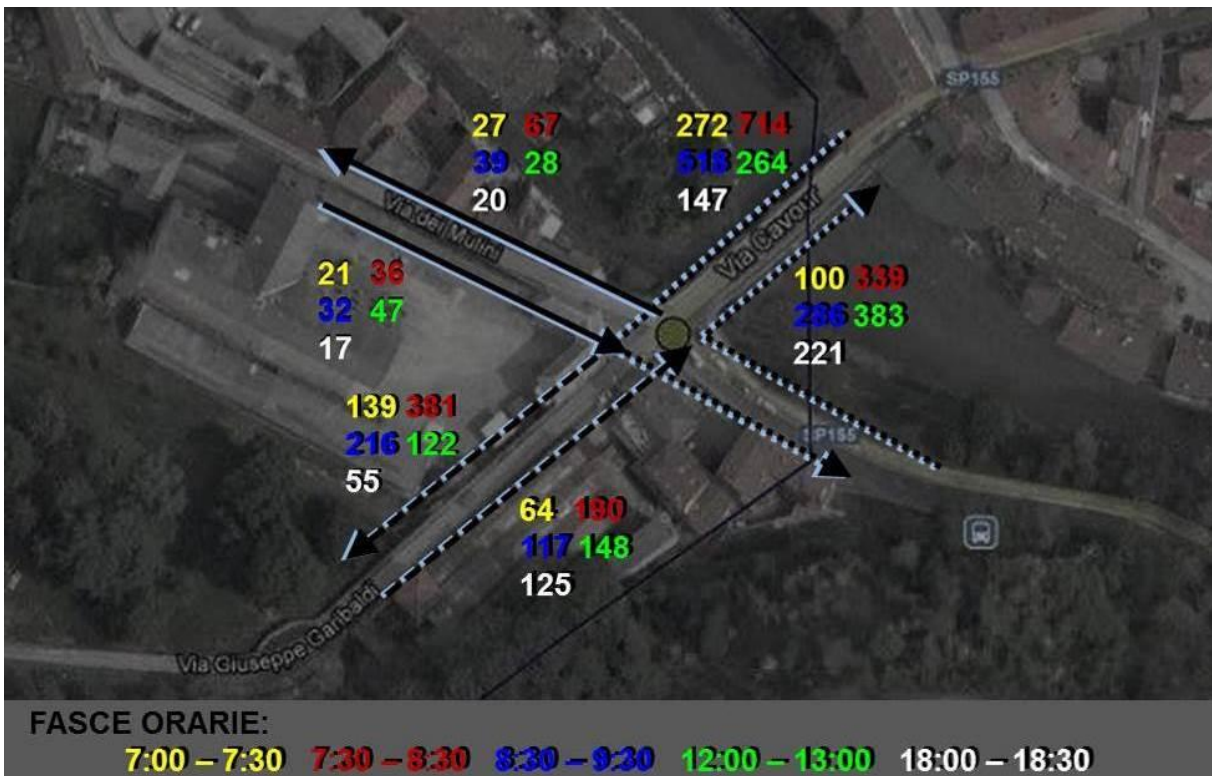 SP155
27 67
39 28
20
272 714
518 264
147
Via dei Mulini
Via Cavour
21 36
32 47
17
100 339
286 383
221
139 381
216 122
55
SP155
64 190
117 148
125
Via Giuseppe Garibaldi
FASCE ORARIE:
7:00 – 7:30 7:30 – 8:30 8:30 – 9:30 12:00 – 13:00 18:00 – 18:30